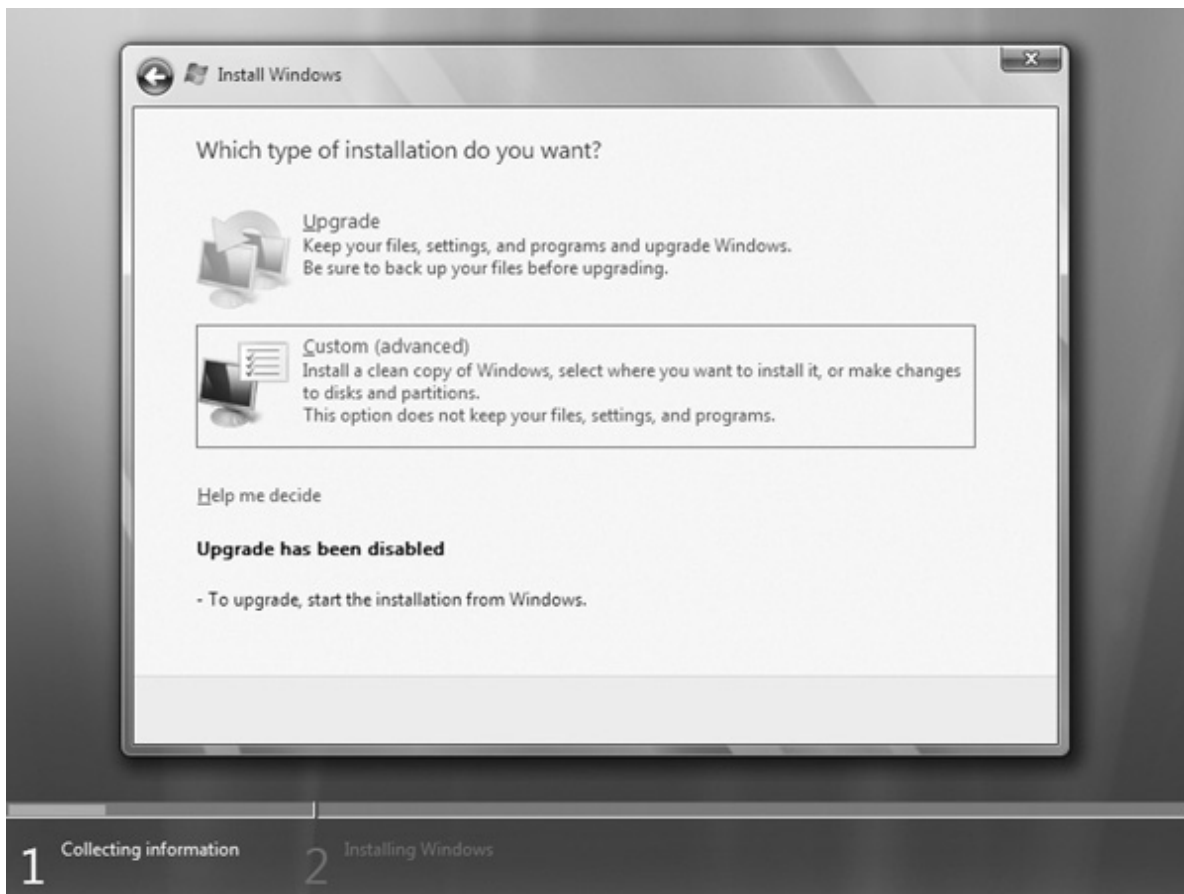 Install Windows
Which type of installation do you want?
Upgrade
Keep your files, settings, and programs and upgrade Windows.
Be sure to back up your files before upgrading.
Custom (advanced)
Install a clean copy of Windows, select where you want to install it, or make changes
to disks and partitions.
This option does not keep your files, settings, and programs.
Help me decide
Upgrade has been disabled
- To upgrade, start the installation from Windows.
1 Collecting information 2 Installing Windows